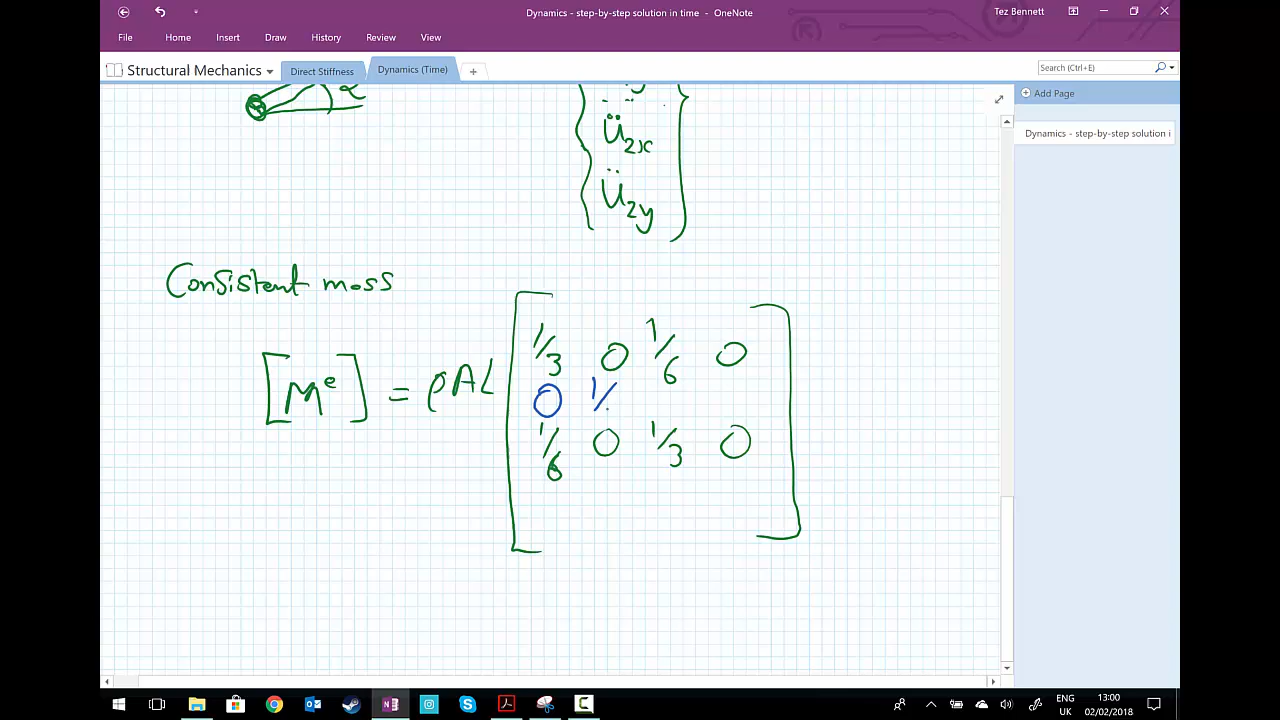 Dynamics - step-by-step solution in time - OneNote
Tez Bennett
File Home Insert Draw History Review View
Structural Mechanics Direct Stiffness Dynamics (Time)
Search (Ctrl+E)
Add Page
Dynamics - step-by-step solution i
α
Ü2x
Ü2y
Consistent mass
1/3 0 1/6 0
[Mᵉ] = ρAL
0 1/
1/6 0 1/3 0
ENG 13:00
UK 02/02/2018